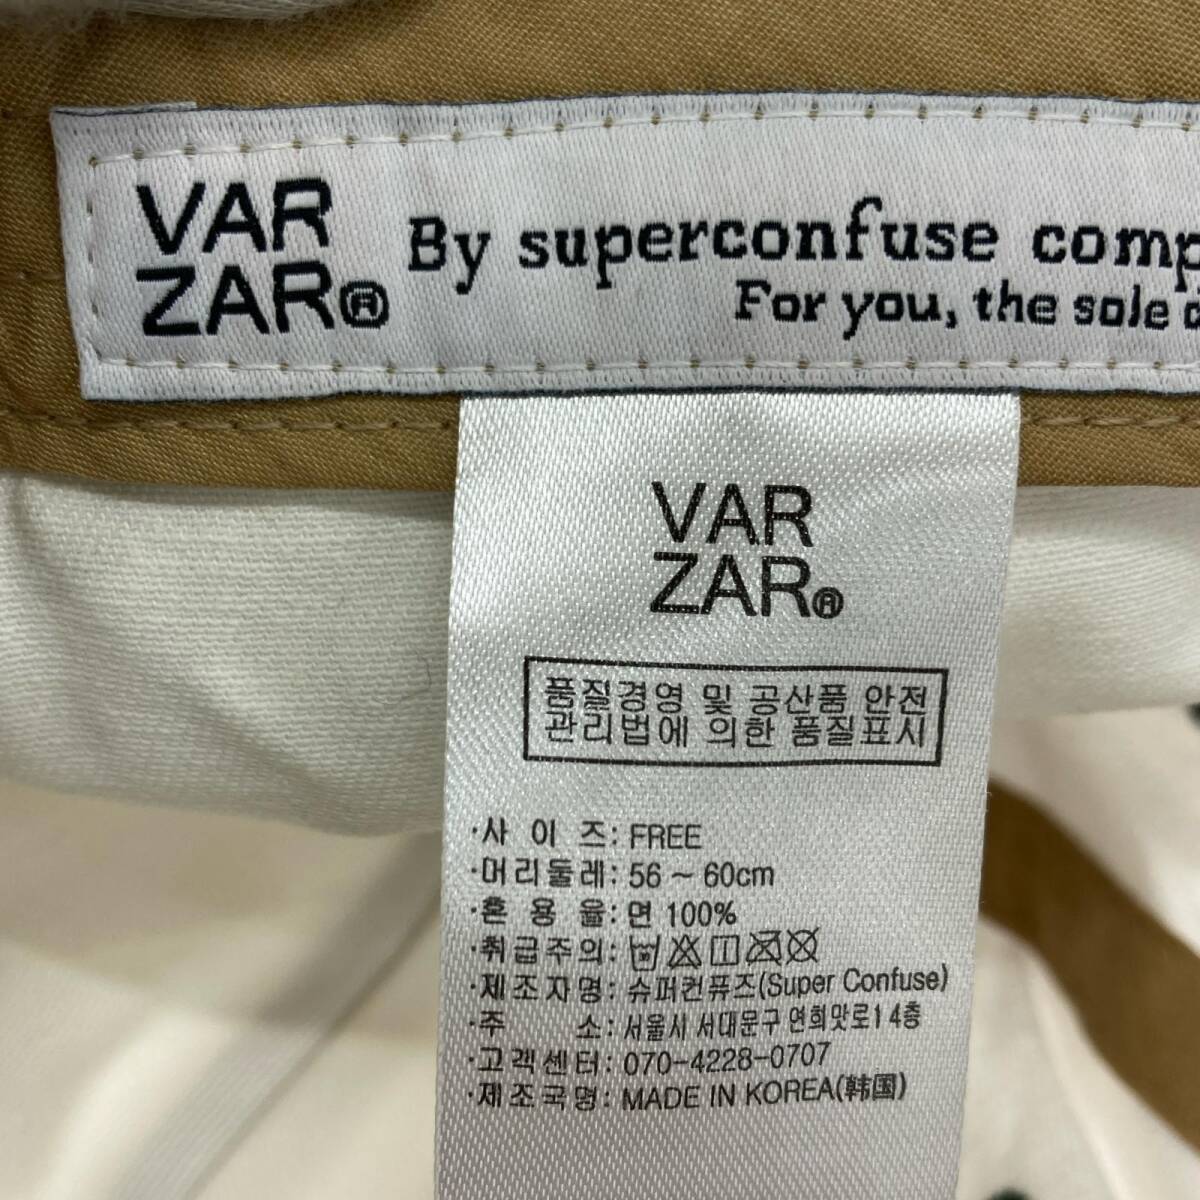 VAR
ZAR®
By superconfuse comp
For you, the sole
VAR
ZAR®
품질경영 및 공산품 안전
관리법에 의한 품질표시
·사 이 즈: FREE
·머리둘레: 56 ~ 60cm
·혼 용 율: 면 100%
·취급주의:
·제조자명: 슈퍼컨퓨즈(Super Confuse)
·주 소: 서울시 서대문구 연희맛로14층
·고객센터: 070-4228-0707
·제조국명: MADE IN KOREA(韩国)